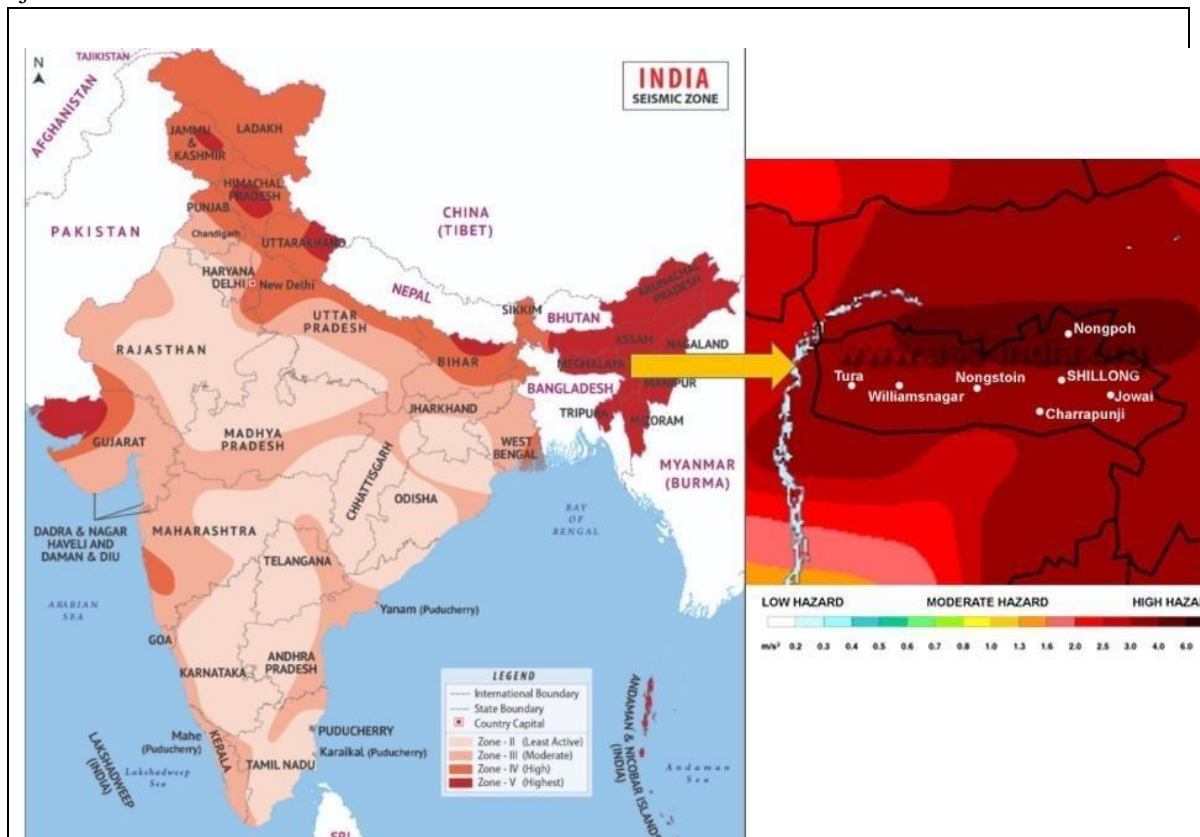 N
TAJIKISTAN
AFGHANISTAN
INDIA
SEISMIC ZONE
JAMMU
&
KASHMIR
LADAKH
HIMACHAL
PRADESH
PUNJAB
Chandigarh
UTTARAKHAND
PAKISTAN
CHINA
(TIBET)
HARYANA
DELHI
New Delhi
NEPAL
UTTAR
PRADESH
SIKKIM
BHUTAN
ARUNACHAL
PRADESH
ASSAM
NAGALAND
MEGHALAYA
RAJASTHAN
BIHAR
BANGLADESH
MANIPUR
TRIPURA
MIZORAM
JHARKHAND
WEST
BENGAL
GUJARAT
MADHYA
PRADESH
CHHATTISGARH
ODISHA
MYANMAR
(BURMA)
BAY
OF
BENGAL
DADRA & NAGAR
HAVELI AND
DAMAN & DIU
MAHARASHTRA
TELANGANA
ARABIAN
SEA
Yanam (Puducherry)
GOA
KARNATAKA
ANDHRA
PRADESH
Mahe
(Puducherry)
KERALA
PUDUCHERRY
Karaikal (Puducherry)
TAMIL NADU
LAKSHADWEEP
(INDIA)
Lakshadweep
Sea
LEGEND
International Boundary
State Boundary
Country Capital
Zone - II (Least Active)
Zone - III (Moderate)
Zone - IV (High)
Zone - V (Highest)
ANDAMAN & NICOBAR ISLANDS
(INDIA)
Andaman
Sea
SRI
Nongpoh
Tura
Williamsnagar
Nongstoin
SHILLONG
Jowai
Charrapunji
LOW HAZARD MODERATE HAZARD HIGH HAZA
m/s² 0.2 0.3 0.4 0.5 0.6 0.7 0.8 1.0 1.3 1.6 2.0 2.5 3.0 4.0 6.0